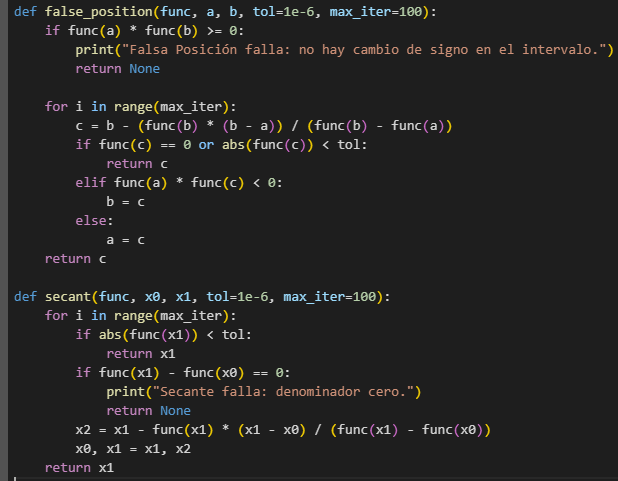 def false_position(func, a, b, tol=1e-6, max_iter=100):
    if func(a) * func(b) >= 0:
        print("Falsa Posición falla: no hay cambio de signo en el intervalo.")
        return None

    for i in range(max_iter):
        c = b - (func(b) * (b - a)) / (func(b) - func(a))
        if func(c) == 0 or abs(func(c)) < tol:
            return c
        elif func(a) * func(c) < 0:
            b = c
        else:
            a = c
    return c

def secant(func, x0, x1, tol=1e-6, max_iter=100):
    for i in range(max_iter):
        if abs(func(x1)) < tol:
            return x1
        if func(x1) - func(x0) == 0:
            print("Secante falla: denominador cero.")
            return None
        x2 = x1 - func(x1) * (x1 - x0) / (func(x1) - func(x0))
        x0, x1 = x1, x2
    return x1